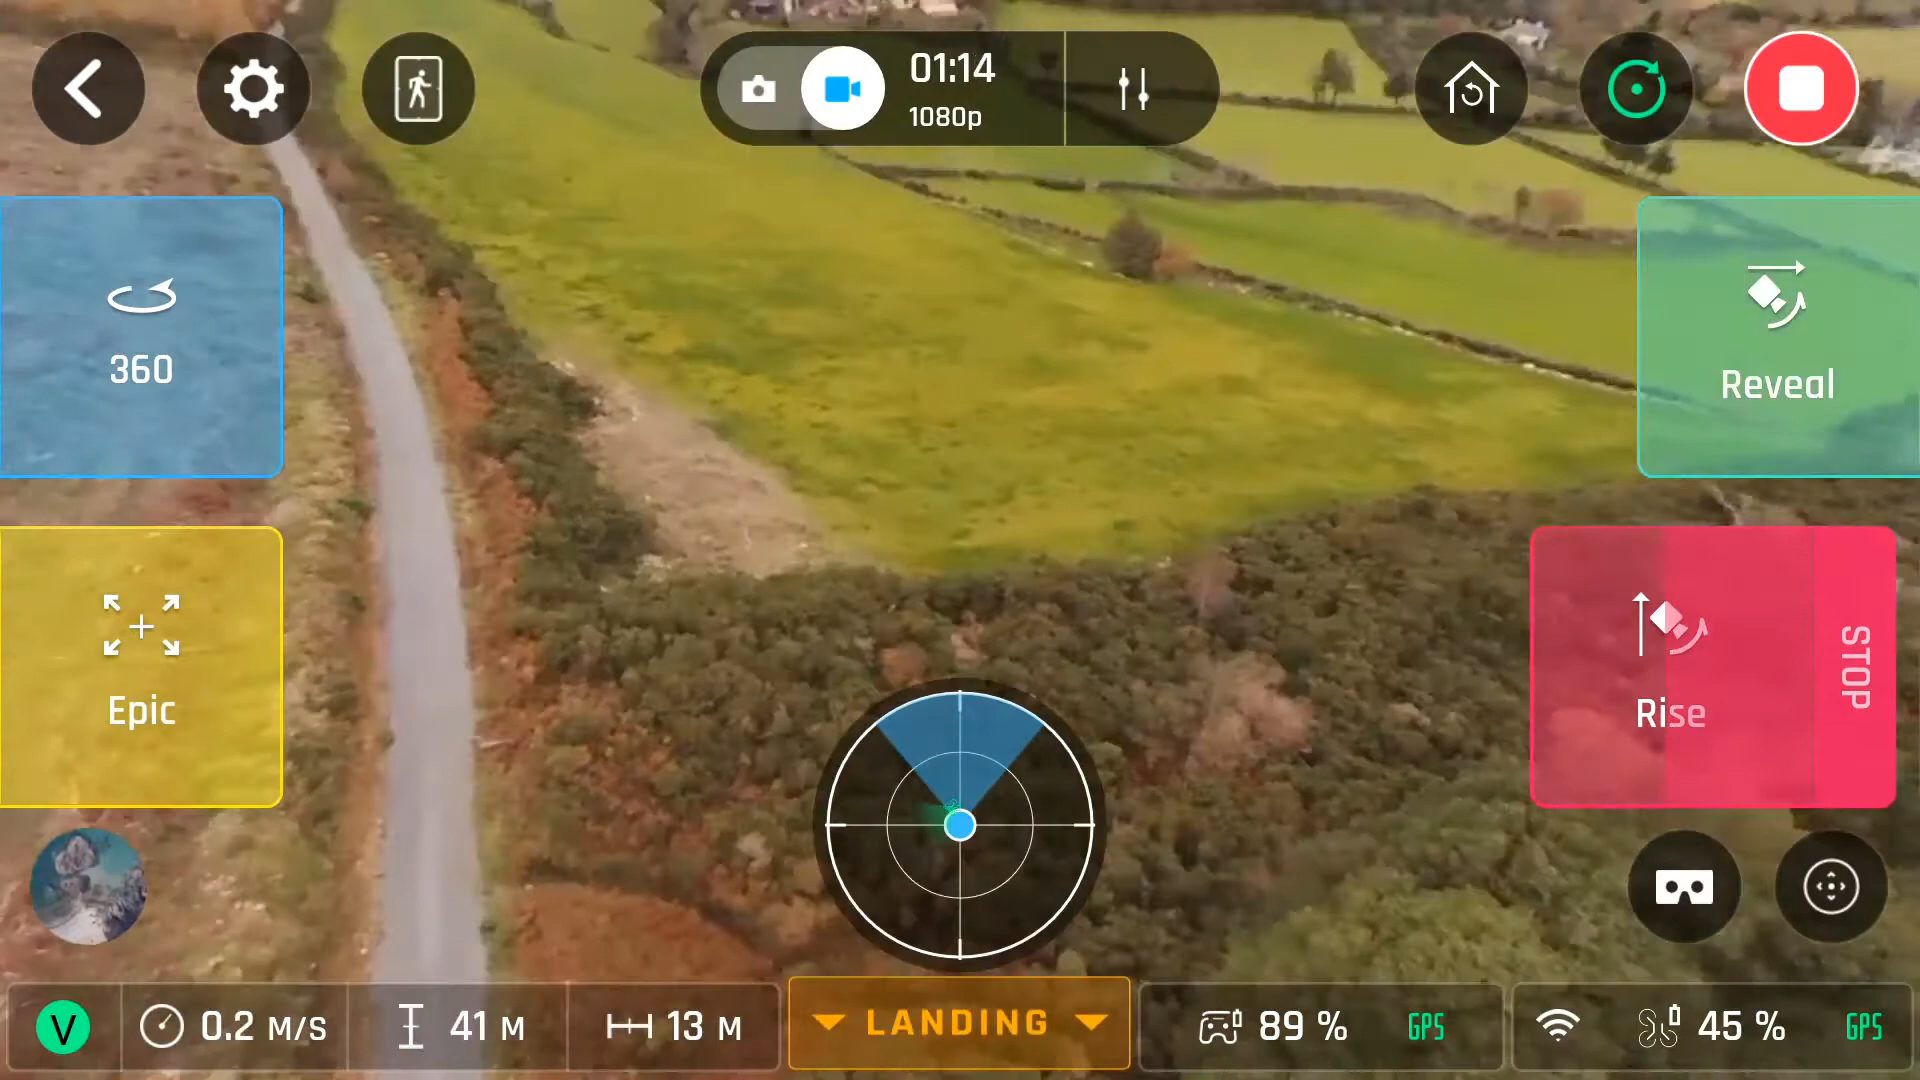 01:14
1080p
360
Reveal
Epic
Rise
STOP
V
0.2 M/S
41 M
13 M
LANDING
89 %
GPS
45 %
GPS